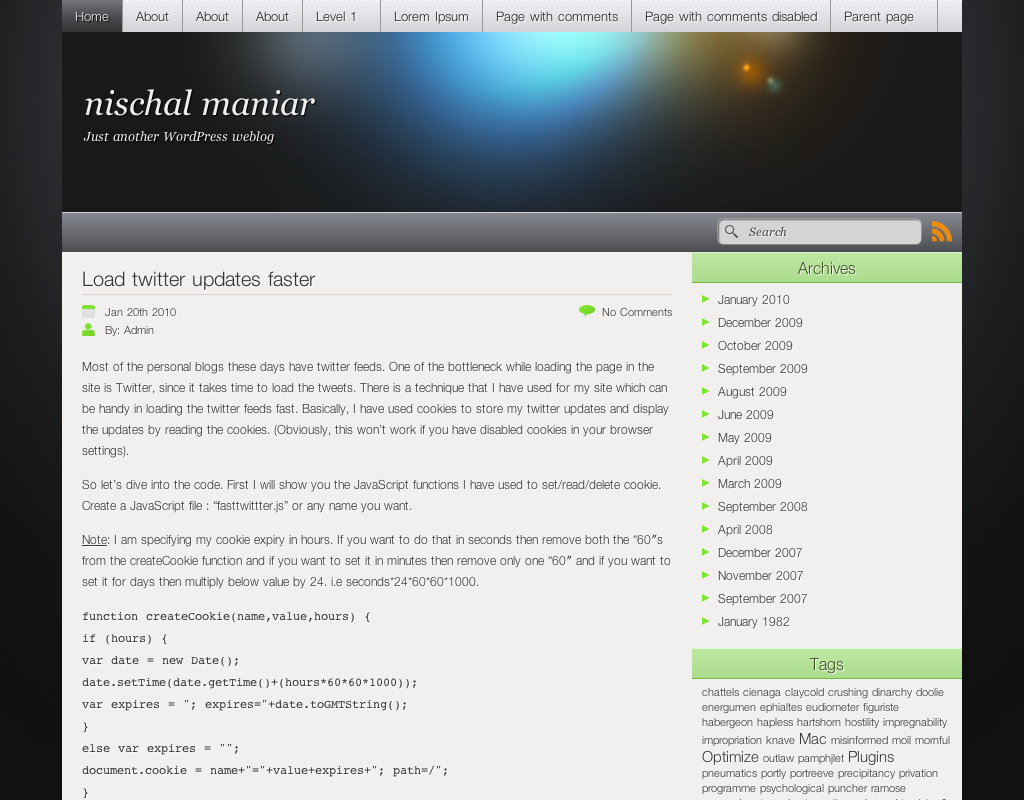 Home About About About Level 1 Lorem Ipsum Page with comments Page with comments disabled Parent page
nischal maniar
Just another WordPress weblog
Search
Load twitter updates faster
Jan 20th 2010 No Comments
By: Admin
Most of the personal blogs these days have twitter feeds. One of the bottleneck while loading the page in the
site is Twitter, since it takes time to load the tweets. There is a technique that I have used for my site which can
be handy in loading the twitter feeds fast. Basically, I have used cookies to store my twitter updates and display
the updates by reading the cookies. (Obviously, this won’t work if you have disabled cookies in your browser
settings).
So let’s dive into the code. First I will show you the JavaScript functions I have used to set/read/delete cookie.
Create a JavaScript file : “fasttwittter.js” or any name you want.
Note: I am specifying my cookie expiry in hours. If you want to do that in seconds then remove both the “60″s
from the createCookie function and if you want to set it in minutes then remove only one “60″ and if you want to
set it for days then multiply below value by 24. i.e seconds*24*60*60*1000.
function createCookie(name,value,hours) {
if (hours) {
var date = new Date();
date.setTime(date.getTime()+(hours*60*60*1000));
var expires = "; expires="+date.toGMTString();
}
else var expires = "";
document.cookie = name+"="+value+expires+"; path=/";
}
Archives
January 2010
December 2009
October 2009
September 2009
August 2009
June 2009
May 2009
April 2009
March 2009
September 2008
April 2008
December 2007
November 2007
September 2007
January 1982
Tags
chattels cienaga claycold crushing dinarchy doolie
energumen ephialtes eudiometer figuriste
habergeon hapless hartshorn hostility impregnability
impropriation knave Mac misinformed moil mornful
Optimize outlaw pamphjlet Plugins
pneumatics portly portreeve precipitancy privation
programme psychological puncher ramose